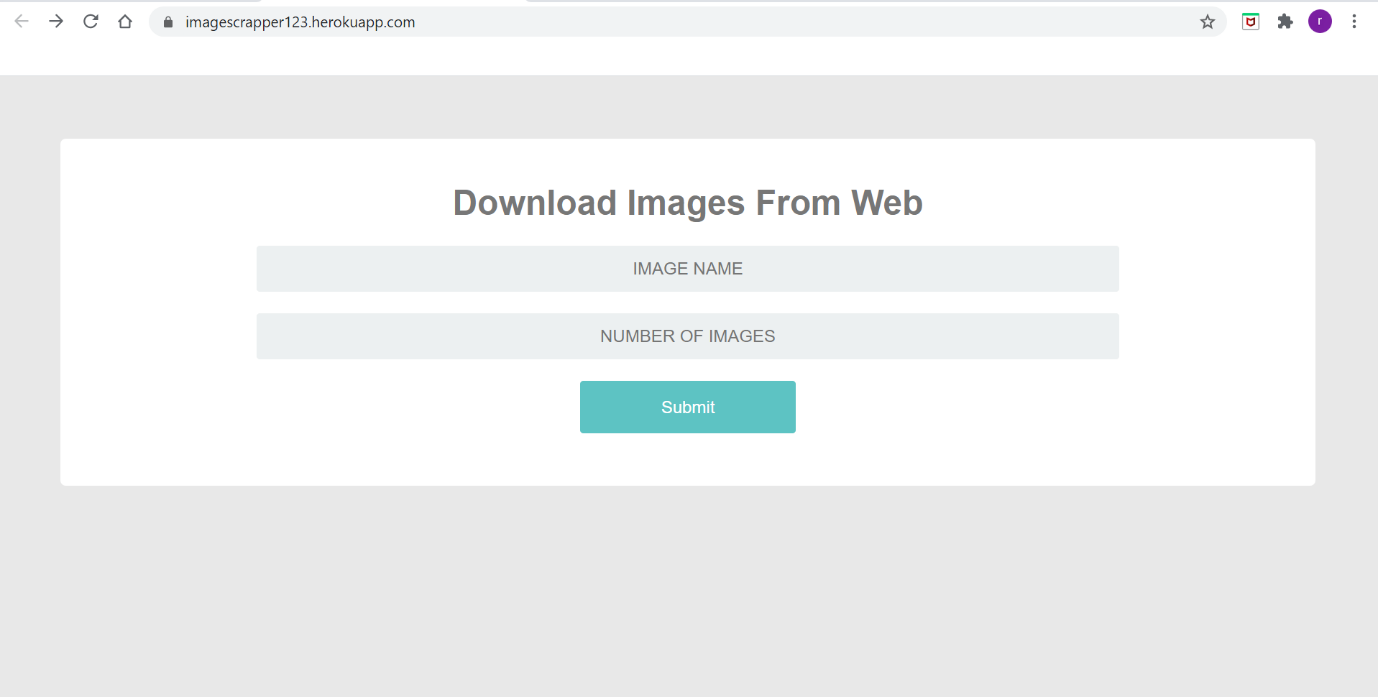 imagescrapper123.herokuapp.com
r
Download Images From Web
IMAGE NAME
NUMBER OF IMAGES
Submit